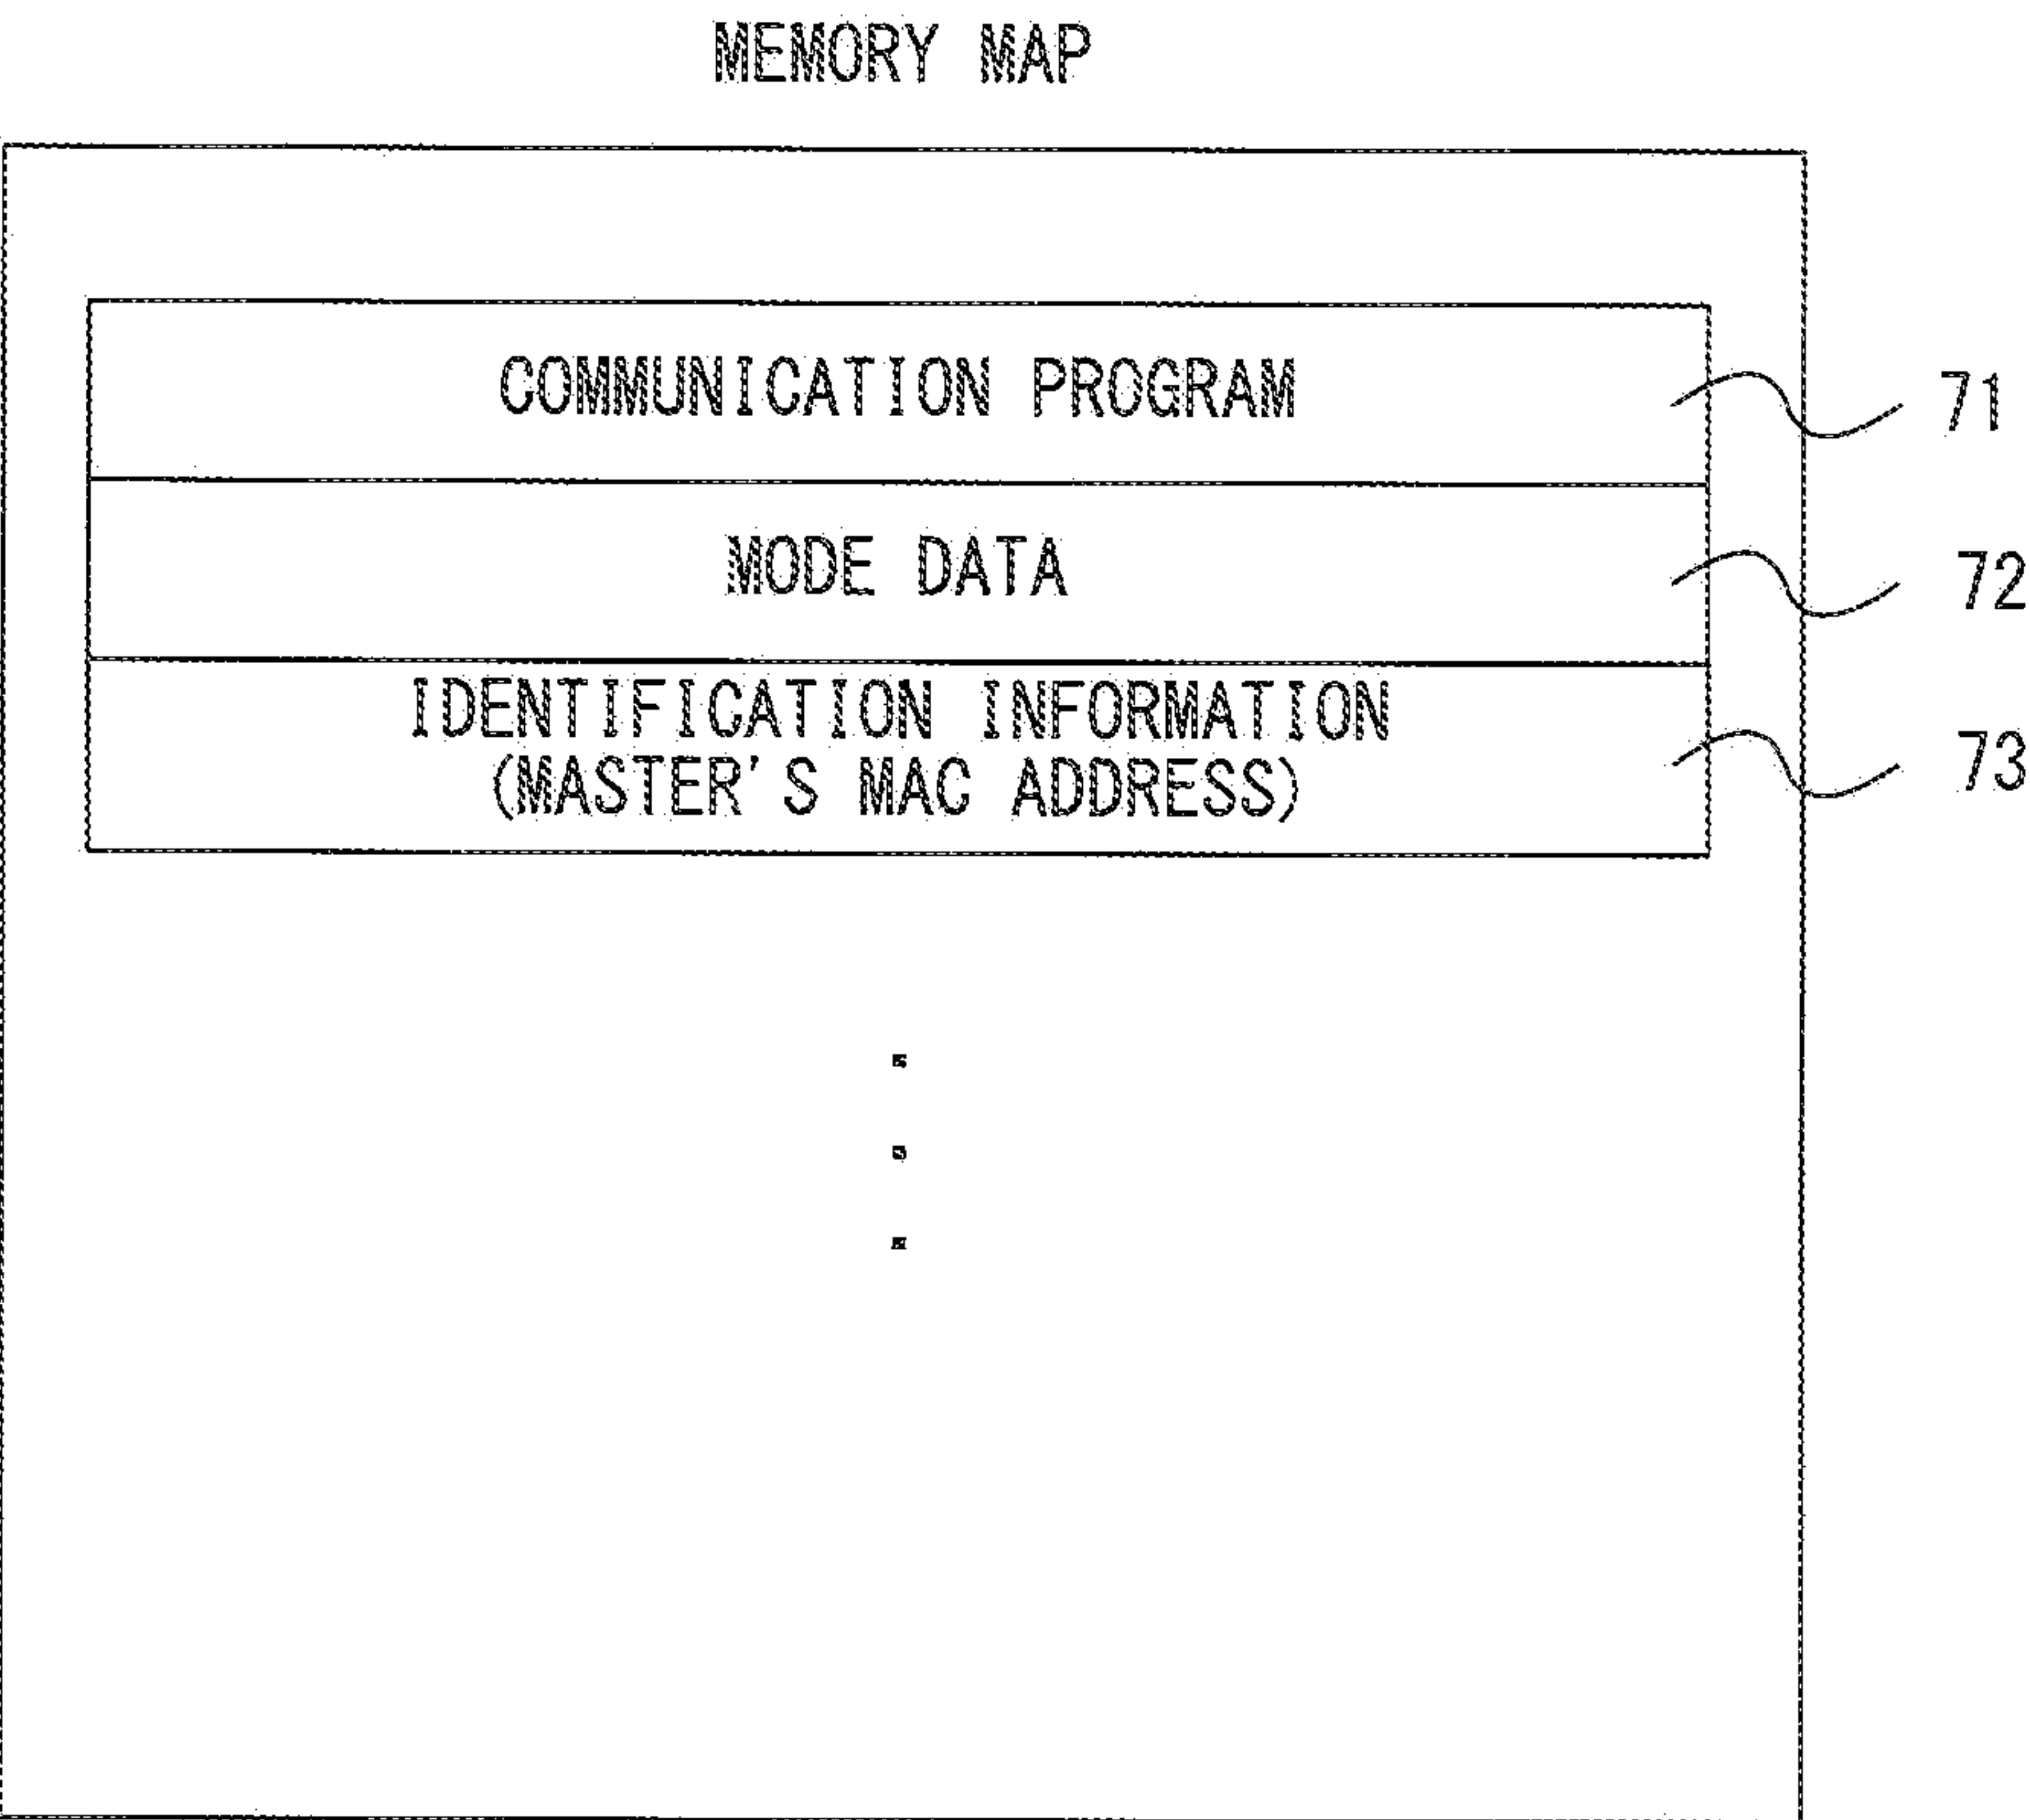 MEMORY MAP
COMMUNICATION PROGRAM
71
MODE DATA
72
IDENTIFICATION INFORMATION
(MASTER'S MAC ADDRESS)
73